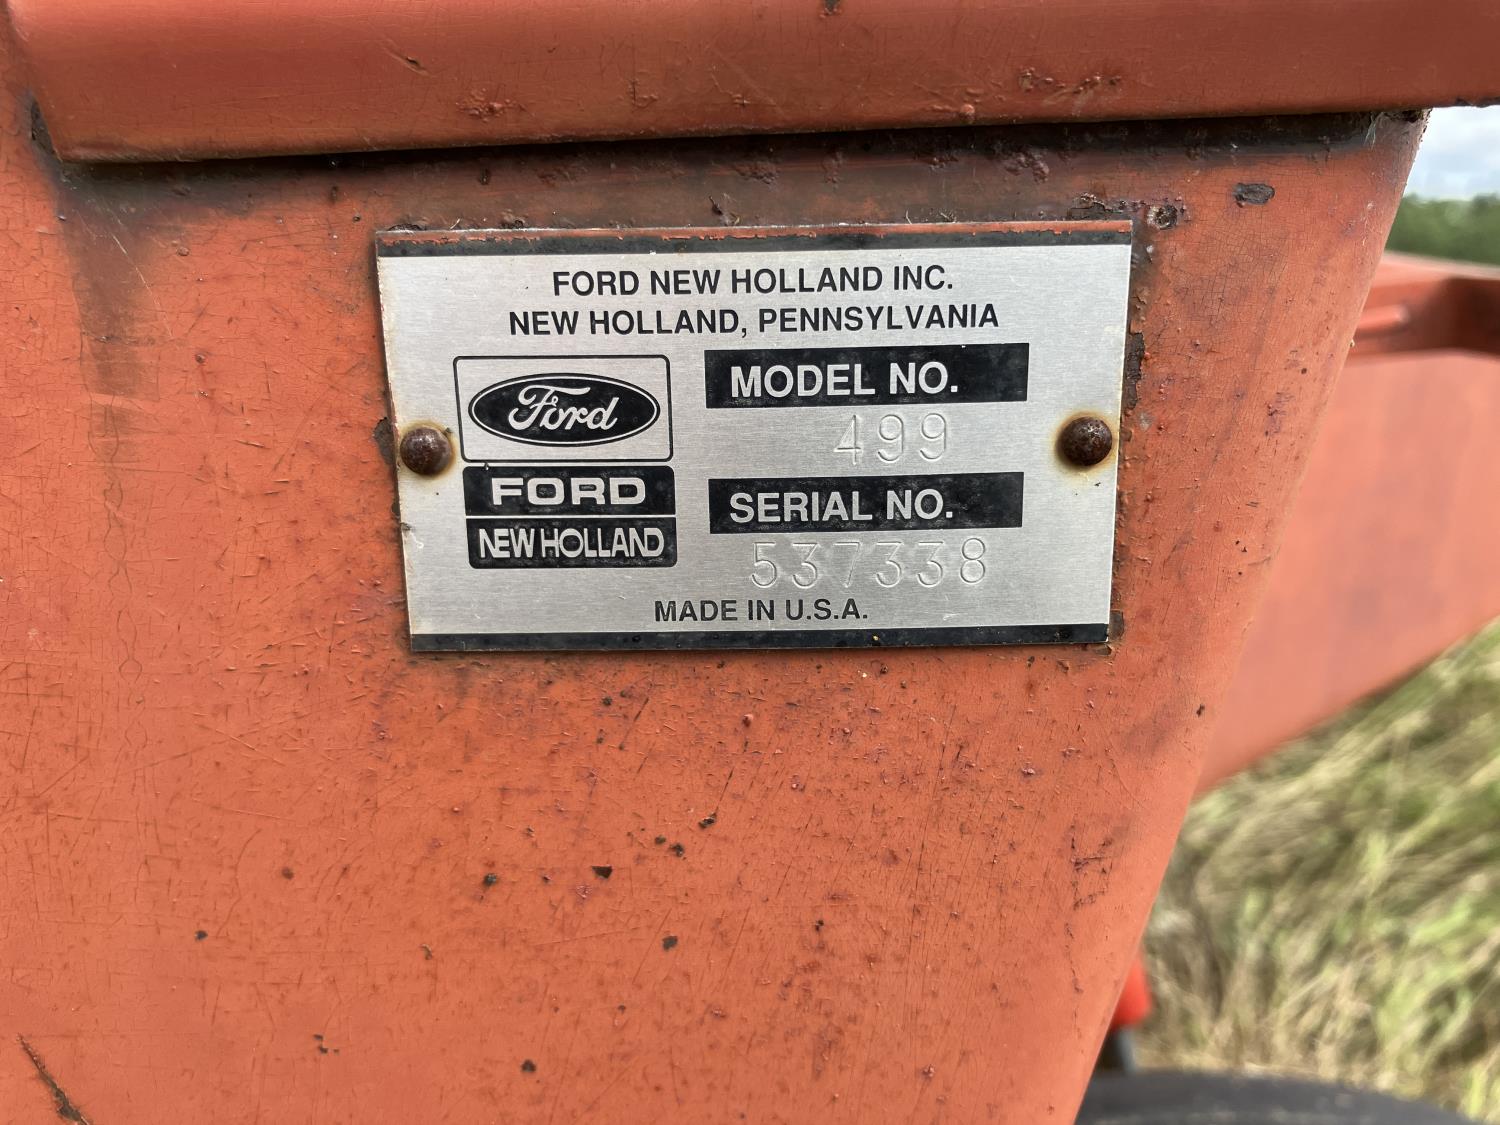 FORD NEW HOLLAND INC.
NEW HOLLAND, PENNSYLVANIA
Ford
FORD
NEW HOLLAND
MODEL NO.
499
SERIAL NO.
537338
MADE IN U.S.A.